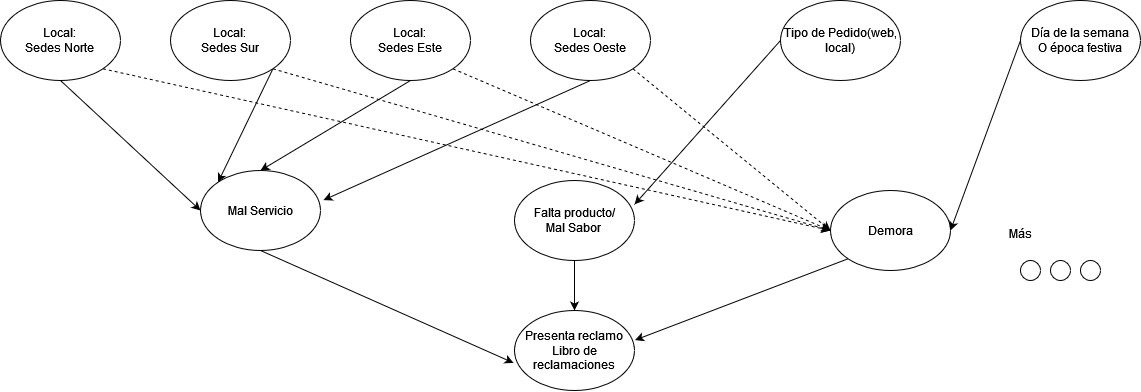 Local:
Sedes Norte
Local:
Sedes Sur
Local:
Sedes Este
Local:
Sedes Oeste
Tipo de Pedido(web,
local)
Día de la semana
O época festiva
Mal Servicio
Falta producto/
Mal Sabor
Demora
Más
Presenta reclamo
Libro de
reclamaciones